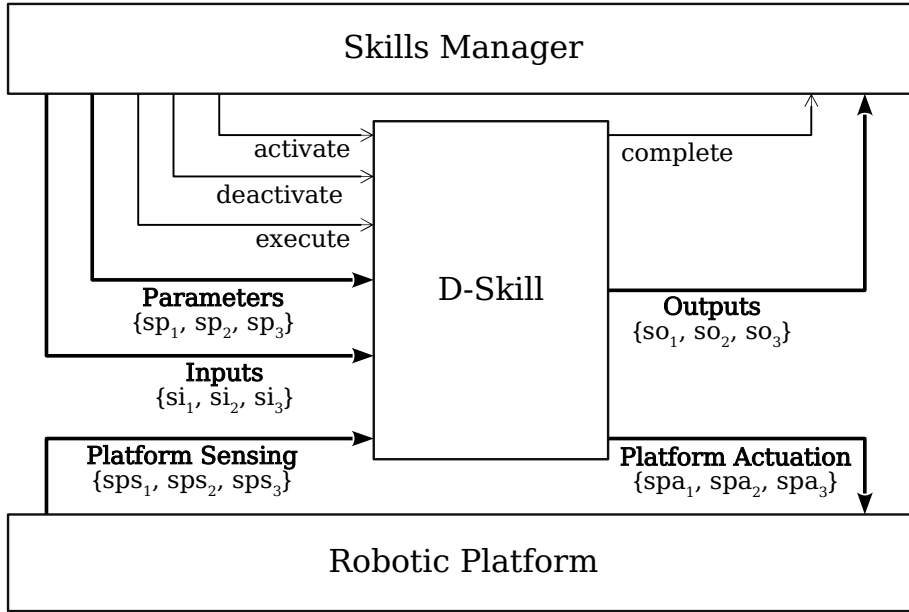 Skills Manager
activate
complete
deactivate
execute
D-Skill
Parameters
{sp₁, sp₂, sp₃}
Outputs
{so₁, so₂, so₃}
Inputs
{si₁, si₂, si₃}
Platform Sensing
{sps₁, sps₂, sps₃}
Platform Actuation
{spa₁, spa₂, spa₃}
Robotic Platform